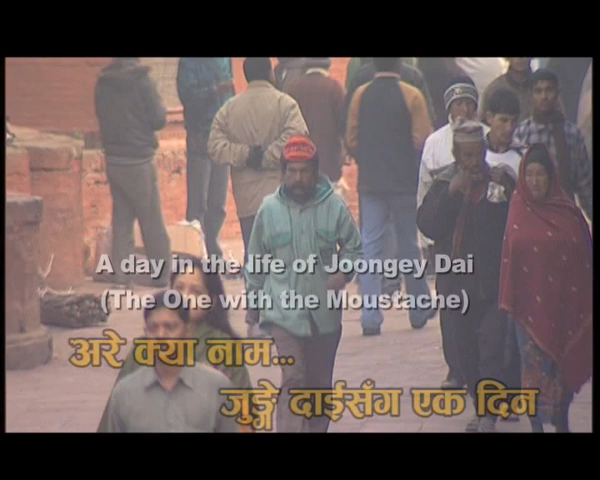 A day in the life of Joongey Dai
(The One with the Moustache)
अरे क्या नाम...
जुङ्गे दाईसँग एक दिन